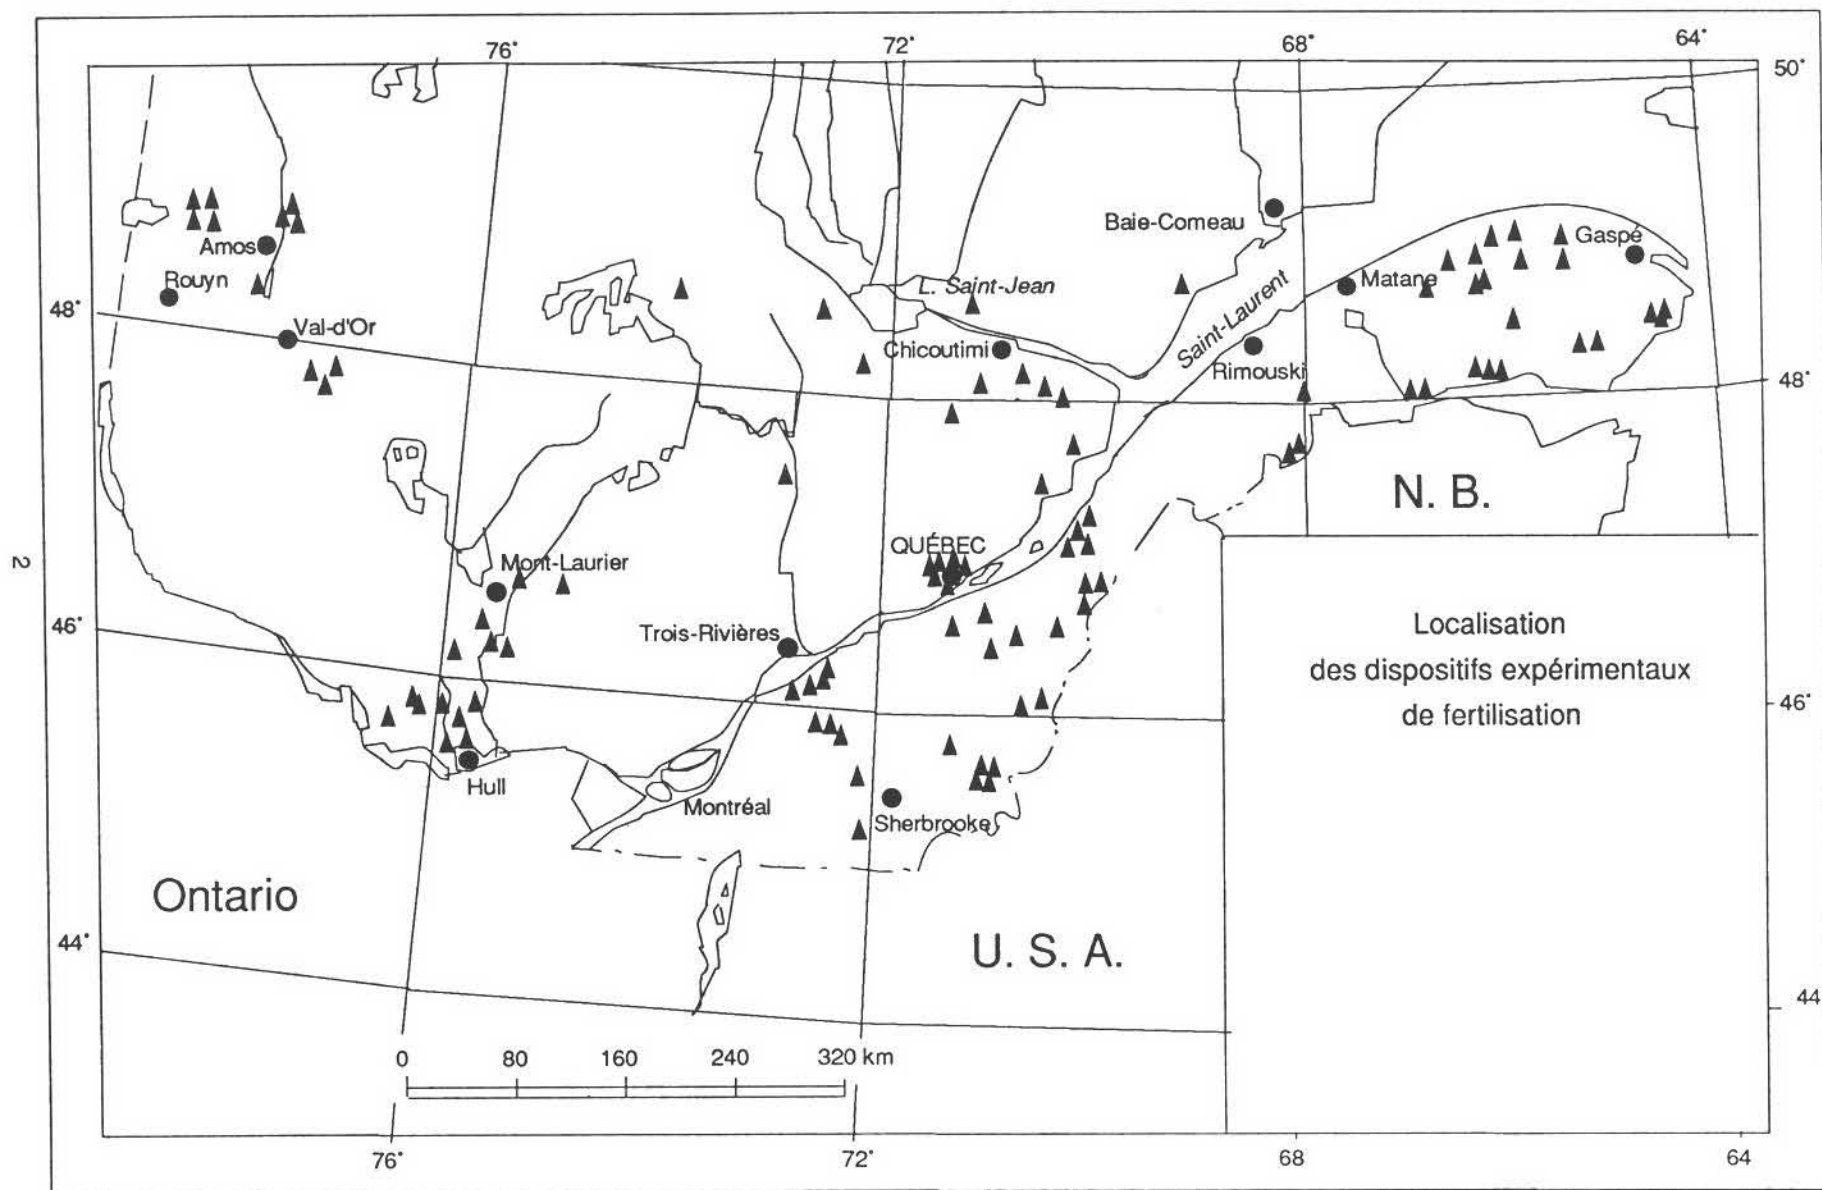 76°
72°
68°
64°
50°
Baie-Comeau
Gaspé
Amos
Rouyn
L. Saint-Jean
Saint-Laurent
Matane
48°
Val-d'Or
Chicoutimi
Rimouski
48°
N. B.
QUÉBEC
2
Mont-Laurier
46°
Trois-Rivières
Localisation
des dispositifs expérimentaux
de fertilisation
46°
Hull
Montréal
Sherbrooke
Ontario
44°
U. S. A.
44
0 80 160 240 320 km
76°
72°
68
64